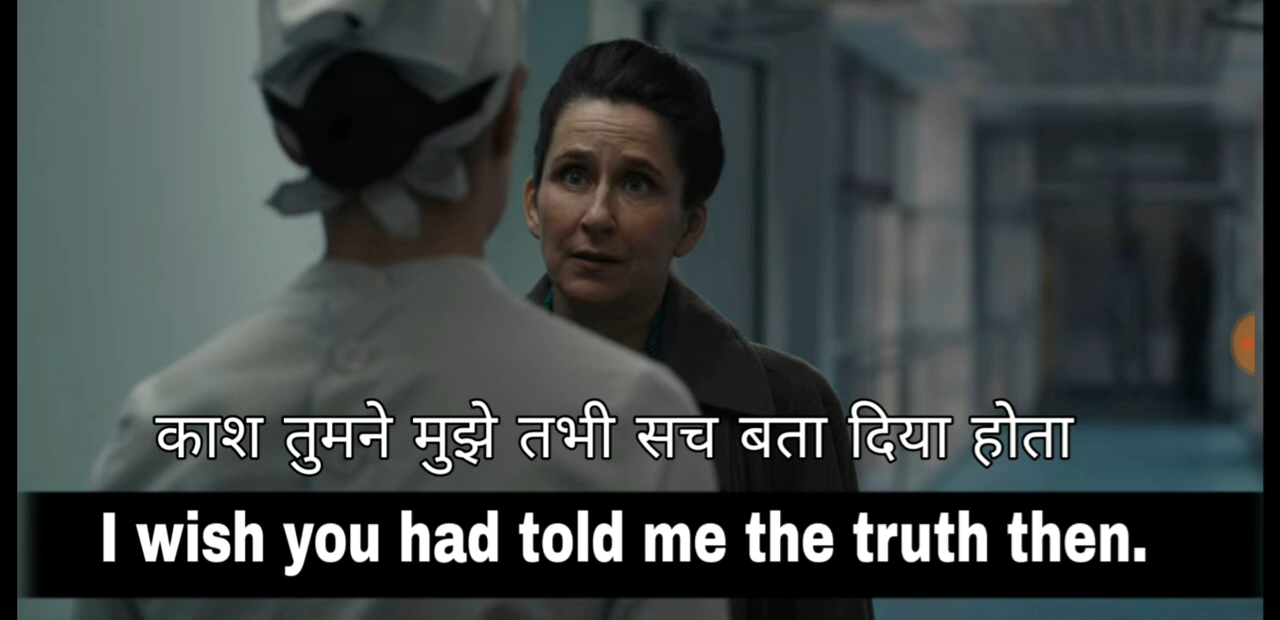 काश तुमने मुझे तभी सच बता दिया होता
I wish you had told me the truth then.